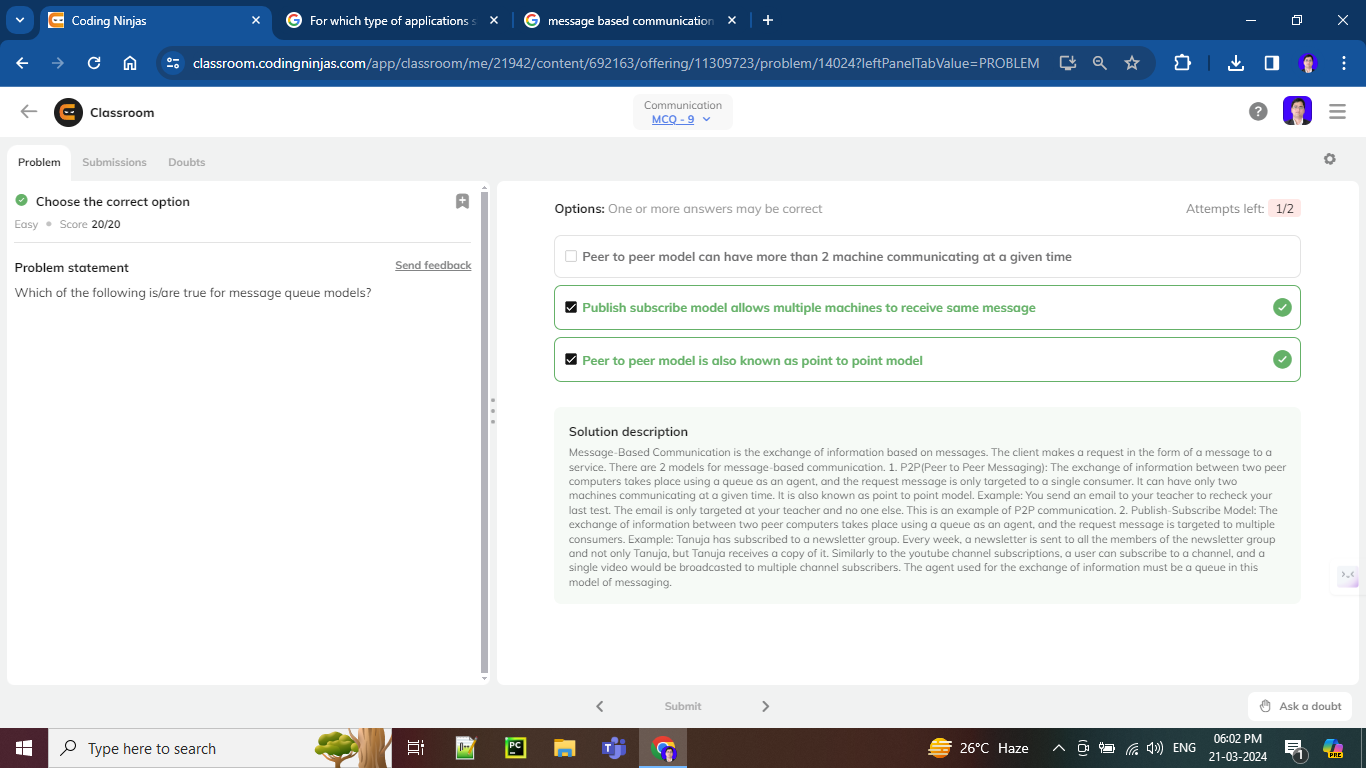 Coding Ninjas
For which type of applications s
message based communication
classroom.codingninjas.com/app/classroom/me/21942/content/692163/offering/11309723/problem/14024?leftPanelTabValue=PROBLEM
Classroom
Communication
MCQ - 9
Problem
Submissions
Doubts
Choose the correct option
Easy
Score 20/20
Problem statement
Send feedback
Which of the following is/are true for message queue models?
Options: One or more answers may be correct
Attempts left: 1/2
Peer to peer model can have more than 2 machine communicating at a given time
Publish subscribe model allows multiple machines to receive same message
Peer to peer model is also known as point to point model
Solution description
Message-Based Communication is the exchange of information based on messages. The client makes a request in the form of a message to a
service. There are 2 models for message-based communication. 1. P2P(Peer to Peer Messaging): The exchange of information between two peer
computers takes place using a queue as an agent, and the request message is only targeted to a single consumer. It can have only two
machines communicating at a given time. It is also known as point to point model. Example: You send an email to your teacher to recheck your
last test. The email is only targeted at your teacher and no one else. This is an example of P2P communication. 2. Publish-Subscribe Model: The
exchange of information between two peer computers takes place using a queue as an agent, and the request message is targeted to multiple
consumers. Example: Tanuja has subscribed to a newsletter group. Every week, a newsletter is sent to all the members of the newsletter group
and not only Tanuja, but Tanuja receives a copy of it. Similarly to the youtube channel subscriptions, a user can subscribe to a channel, and a
single video would be broadcasted to multiple channel subscribers. The agent used for the exchange of information must be a queue in this
model of messaging.
Submit
Ask a doubt
Type here to search
PC
26°C Haze
ENG
06:02 PM
21-03-2024
1
PRE